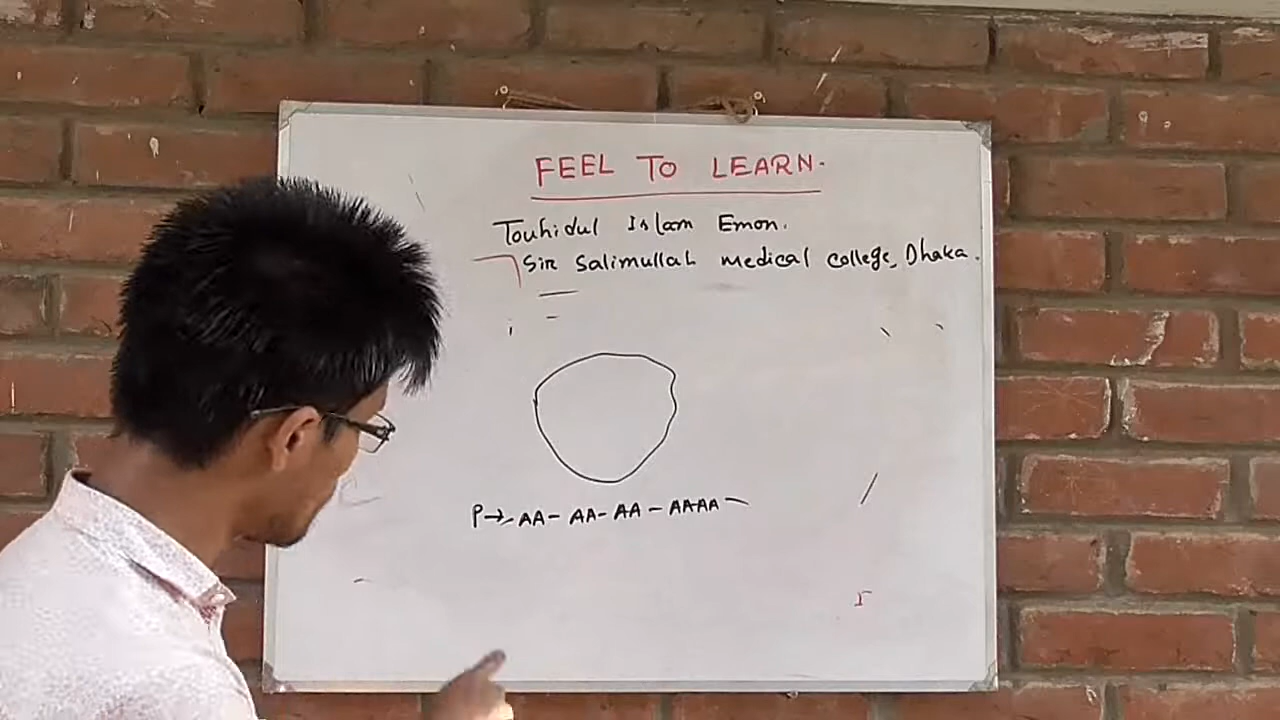 FEEL TO LEARN.
Touhidul Islam Emon.
Sir Salimullah medical college, Dhaka.
P→ - AA - AA - AA - AAAA -